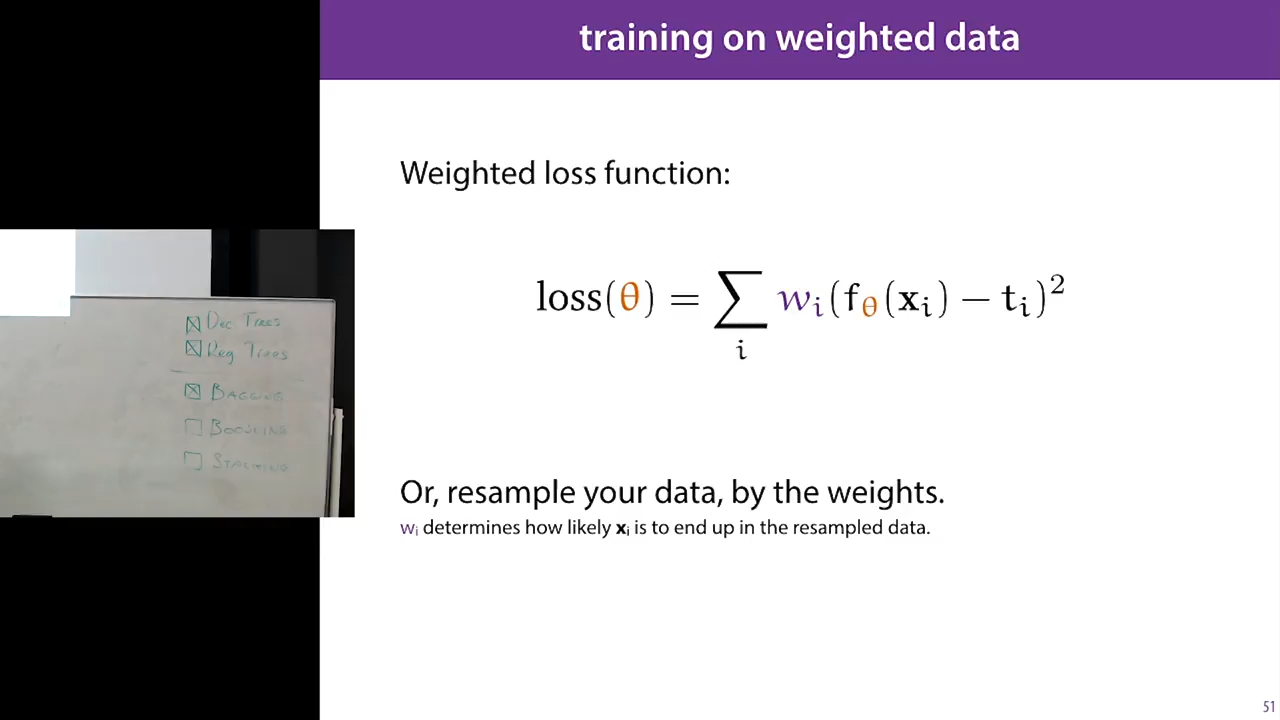 training on weighted data
Weighted loss function:
loss(θ) = ∑ᵢ wᵢ(f_θ(xᵢ) − tᵢ)²
Or, resample your data, by the weights.
wᵢ determines how likely xᵢ is to end up in the resampled data.
Dec Trees
Reg Trees
BAGGING
BOOSTING
STACKING
51